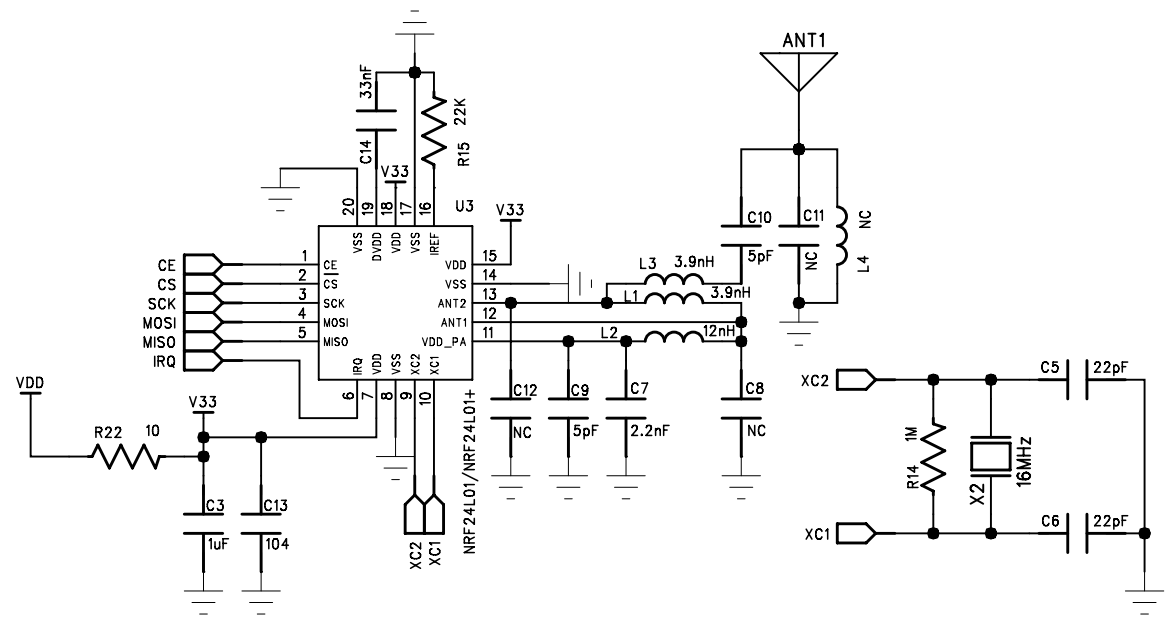 ANT1
33nF
C14
22K
R15
V33
U3
V33
20
19
18
17
16
VSS
DVDD
VDD
VSS
IREF
CE
CS
SCK
MOSI
MISO
IRQ
1
2
3
4
5
CE
CS
SCK
MOSI
MISO
VDD
VSS
ANT2
ANT1
VDD_PA
15
14
13
12
11
IRQ
VDD
VSS
XC2
XC1
6
7
8
9
10
NRF24L01/NRF24L01+
XC2
XC1
L3
3.9nH
L1
3.9nH
L2
12nH
C10
5pF
C11
NC
NC
L4
C12
NC
C9
5pF
C7
2.2nF
C8
NC
VDD
R22
10
V33
C3
1uF
C13
104
XC2
XC1
1M
R14
X2
16MHz
C5
22pF
C6
22pF